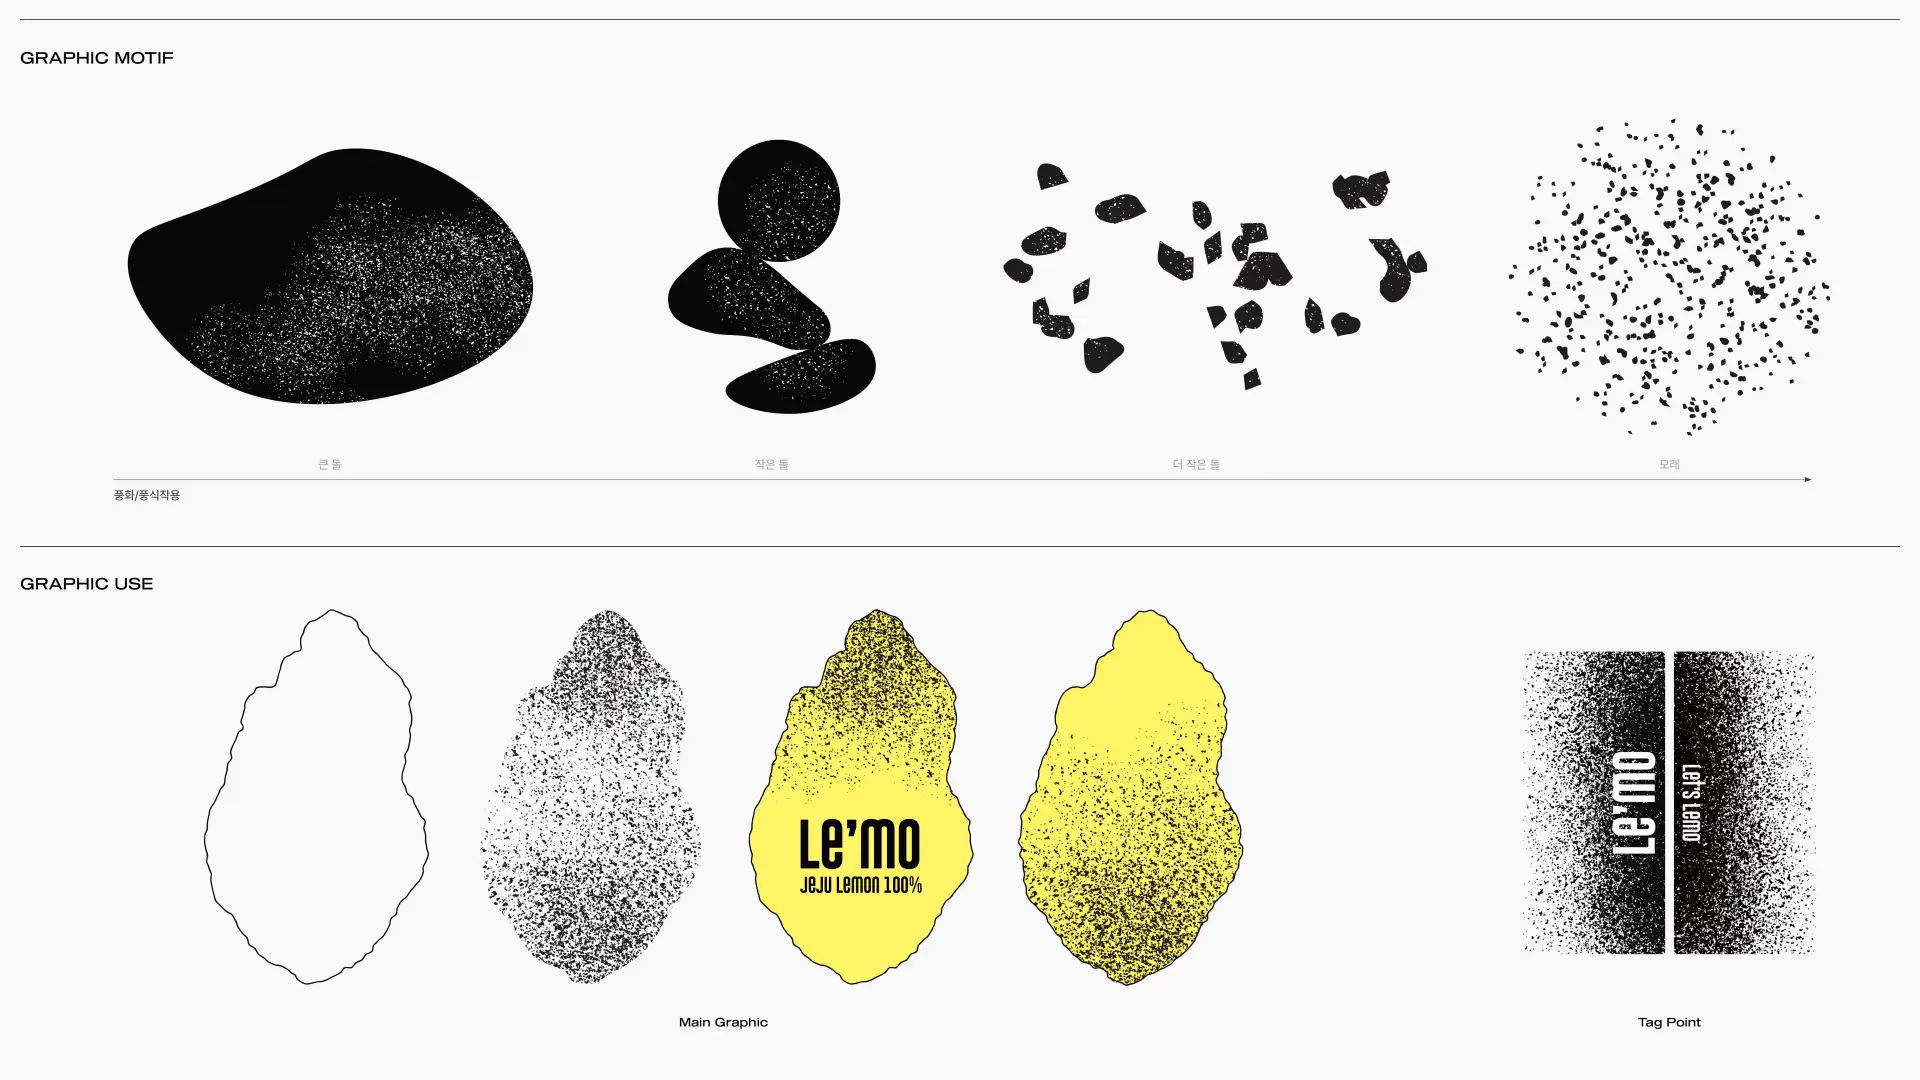 GRAPHIC MOTIF
큰 돌
작은 돌
더 작은 돌
모래
풍화/풍식작용
GRAPHIC USE
Le'mo
JeJU Lemon 100%
Le'mo
Let's Lemo
Main Graphic
Tag Point